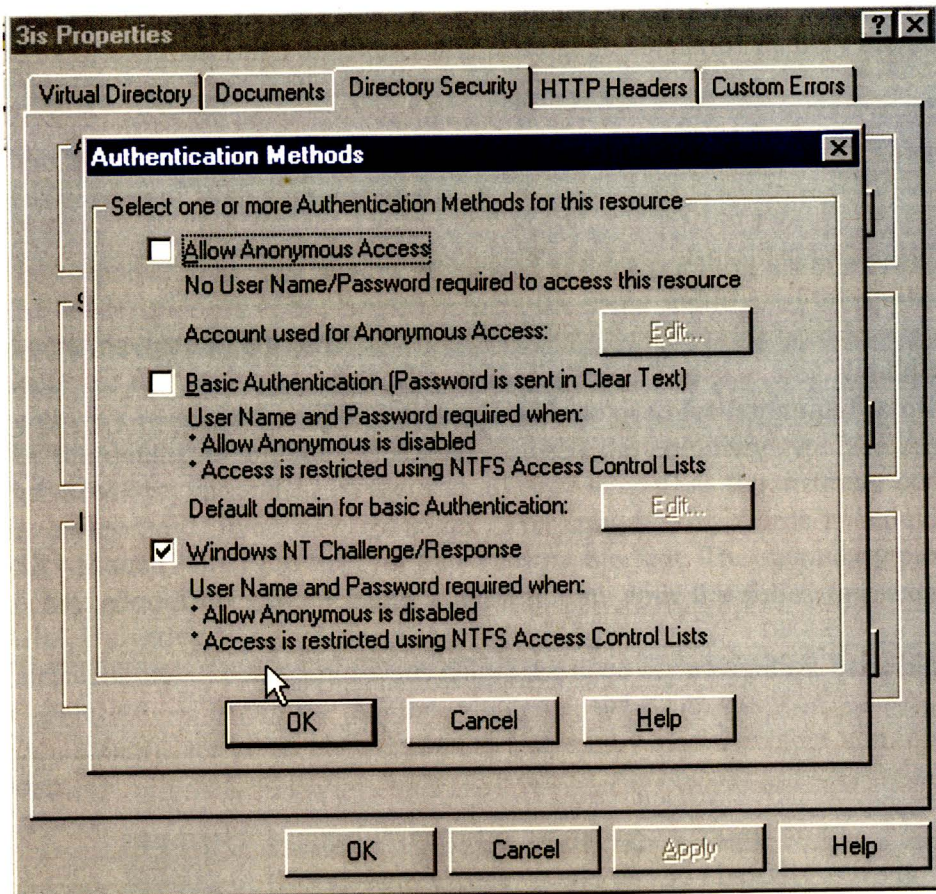 3is Properties
? X
Virtual Directory
Documents
Directory Security
HTTP Headers
Custom Errors
Authentication Methods
Select one or more Authentication Methods for this resource
Allow Anonymous Access
No User Name/Password required to access this resource
Account used for Anonymous Access:
Edit...
Basic Authentication (Password is sent in Clear Text)
User Name and Password required when:
* Allow Anonymous is disabled
* Access is restricted using NTFS Access Control Lists
Default domain for basic Authentication:
Edit...
Windows NT Challenge/Response
User Name and Password required when:
* Allow Anonymous is disabled
* Access is restricted using NTFS Access Control Lists
OK
Cancel
Help
OK
Cancel
Apply
Help